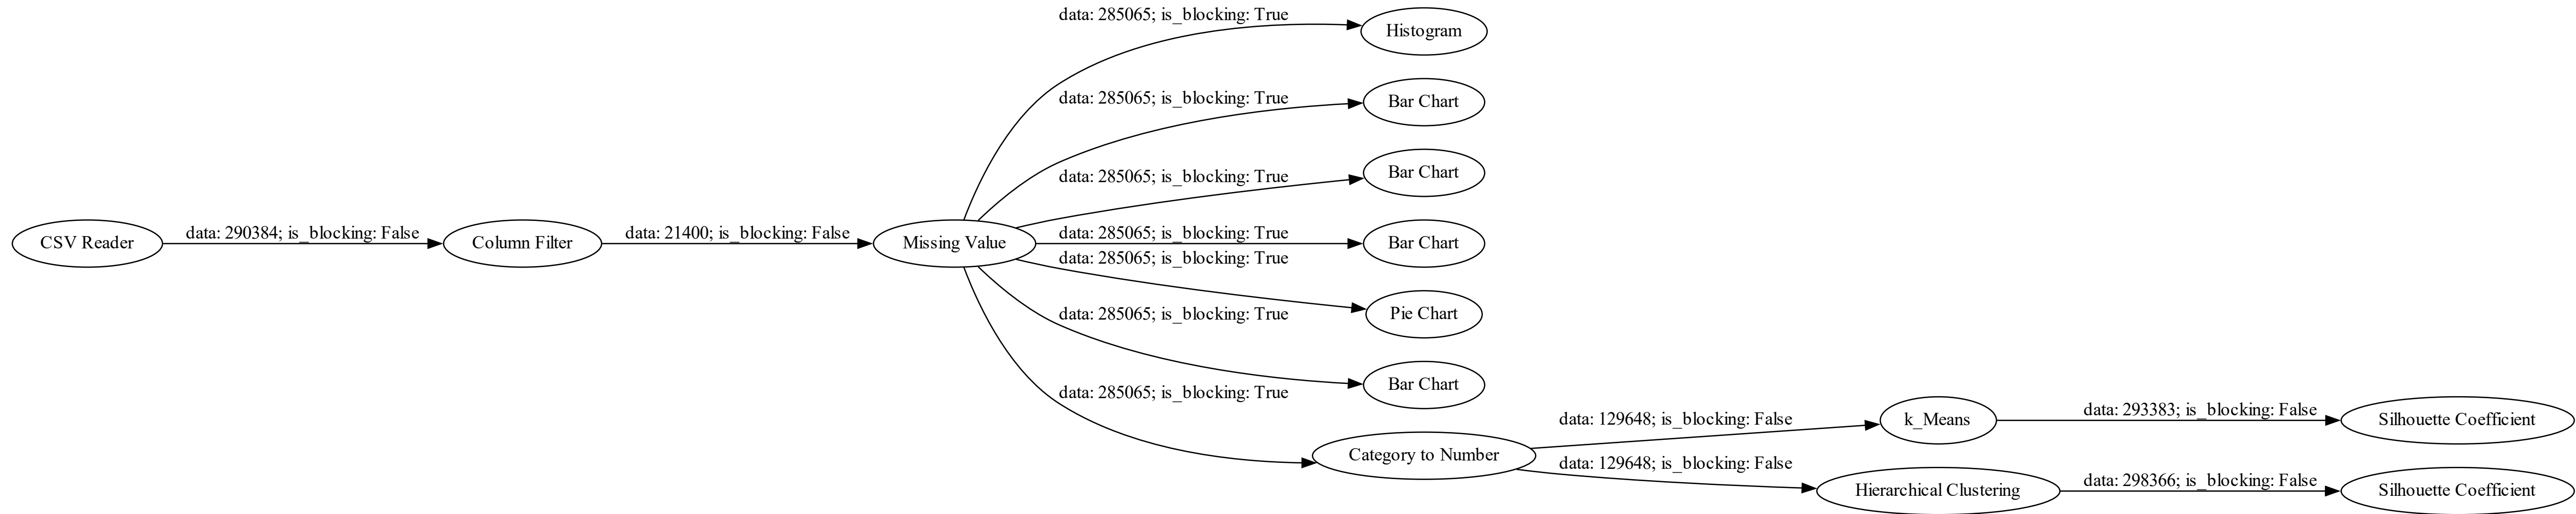 data: 285065; is_blocking: True
Histogram
data: 285065; is_blocking: True
Bar Chart
data: 285065; is_blocking: True
Bar Chart
CSV Reader
data: 290384; is_blocking: False
Column Filter
data: 21400; is_blocking: False
Missing Value
data: 285065; is_blocking: True
Bar Chart
data: 285065; is_blocking: True
Pie Chart
data: 285065; is_blocking: True
Bar Chart
data: 285065; is_blocking: True
Category to Number
data: 129648; is_blocking: False
k_Means
data: 293383; is_blocking: False
Silhouette Coefficient
data: 129648; is_blocking: False
Hierarchical Clustering
data: 298366; is_blocking: False
Silhouette Coefficient